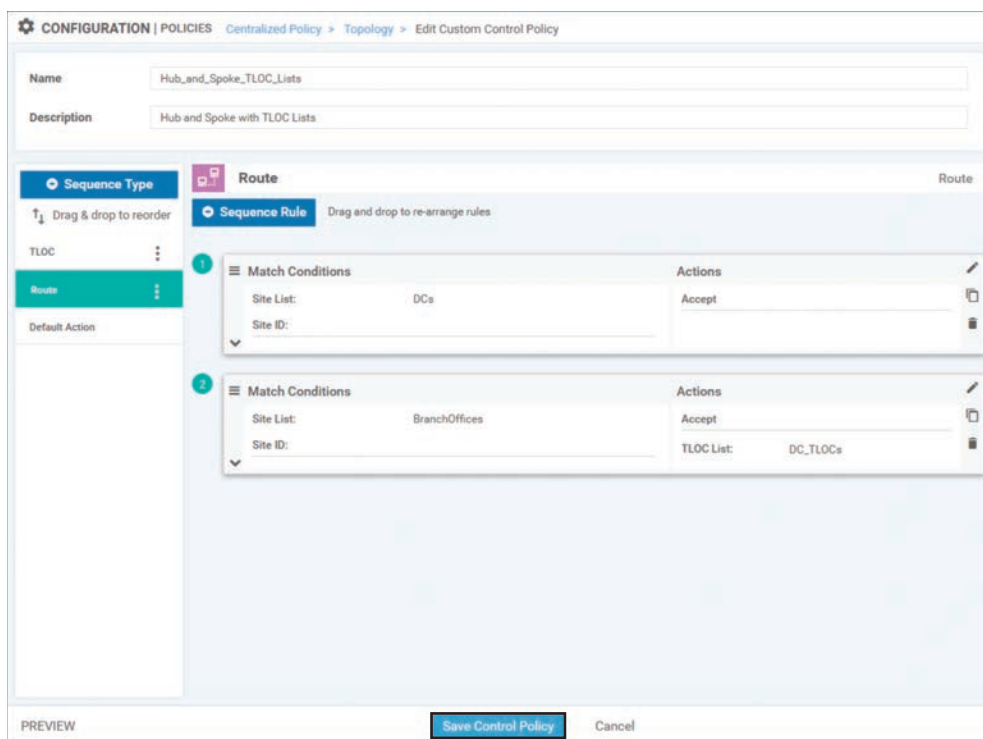 CONFIGURATION | POLICIES Centralized Policy > Topology > Edit Custom Control Policy
Name Hub_and_Spoke_TLOC_Lists
Description Hub and Spoke with TLOC Lists
Sequence Type
Drag & drop to reorder
TLOC
Route
Default Action
Route Route
Sequence Rule Drag and drop to re-arrange rules
1
Match Conditions Actions
Site List: DCs Accept
Site ID:
2
Match Conditions Actions
Site List: BranchOffices Accept
Site ID: TLOC List: DC_TLOCs
PREVIEW Save Control Policy Cancel